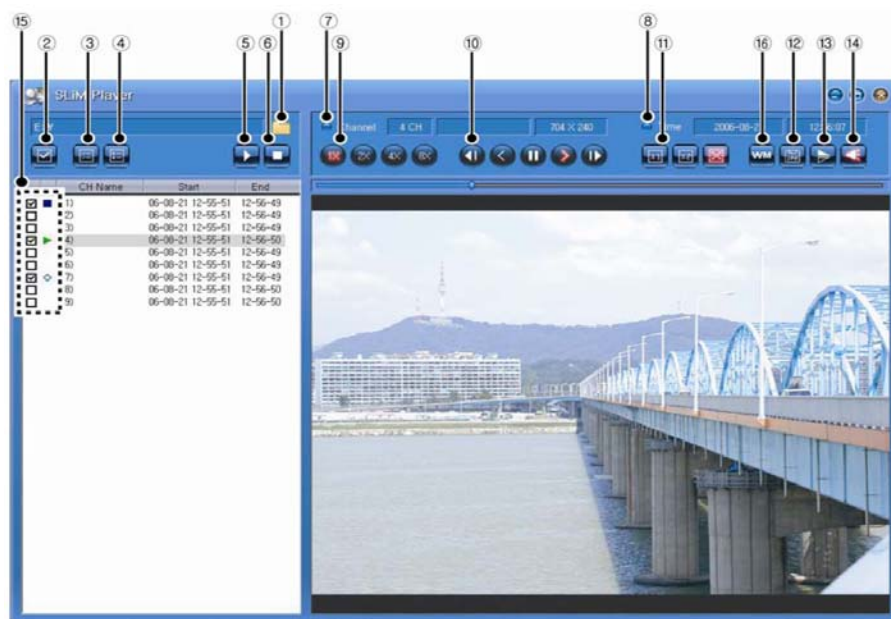 ⑮ ② ③ ④ ⑤ ⑥ ① ⑦ ⑨ ⑩ ⑧ ⑪ ⑯ ⑫ ⑬ ⑭
SLiM Player
Channel 4 CH 704 X 240
1X 2X 4X 8X
WM
CH Name Start End
1) 06-08-21 12-55-51 12-56-49
2) 06-08-21 12-55-51 12-56-49
3) 06-08-21 12-55-51 12-56-49
4) 06-08-21 12-55-51 12-56-50
5) 06-08-21 12-55-51 12-56-49
6) 06-08-21 12-55-51 12-56-49
7) 06-08-21 12-55-51 12-56-49
8) 06-08-21 12-55-51 12-56-50
9) 06-08-21 12-55-51 12-56-50